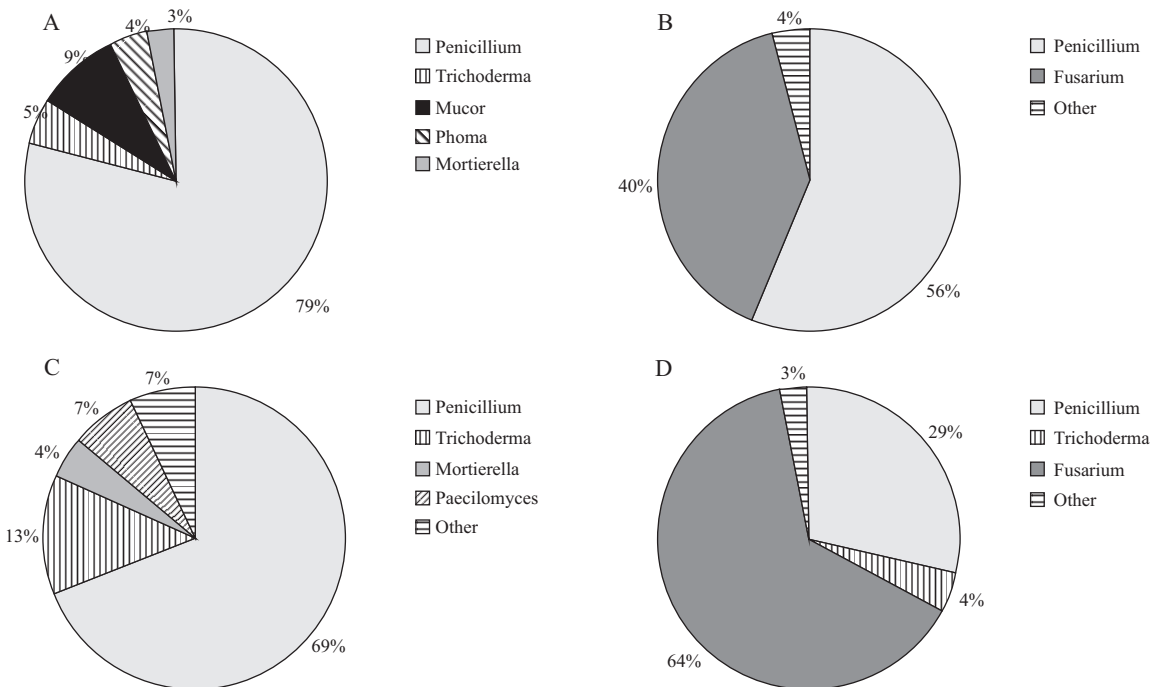 A
3%
4%
9%
5%
79%
Penicillium
Trichoderma
Mucor
Phoma
Mortierella
B
4%
40%
56%
Penicillium
Fusarium
Other
C
7%
7%
4%
13%
69%
Penicillium
Trichoderma
Mortierella
Paecilomyces
Other
D
3%
29%
4%
64%
Penicillium
Trichoderma
Fusarium
Other